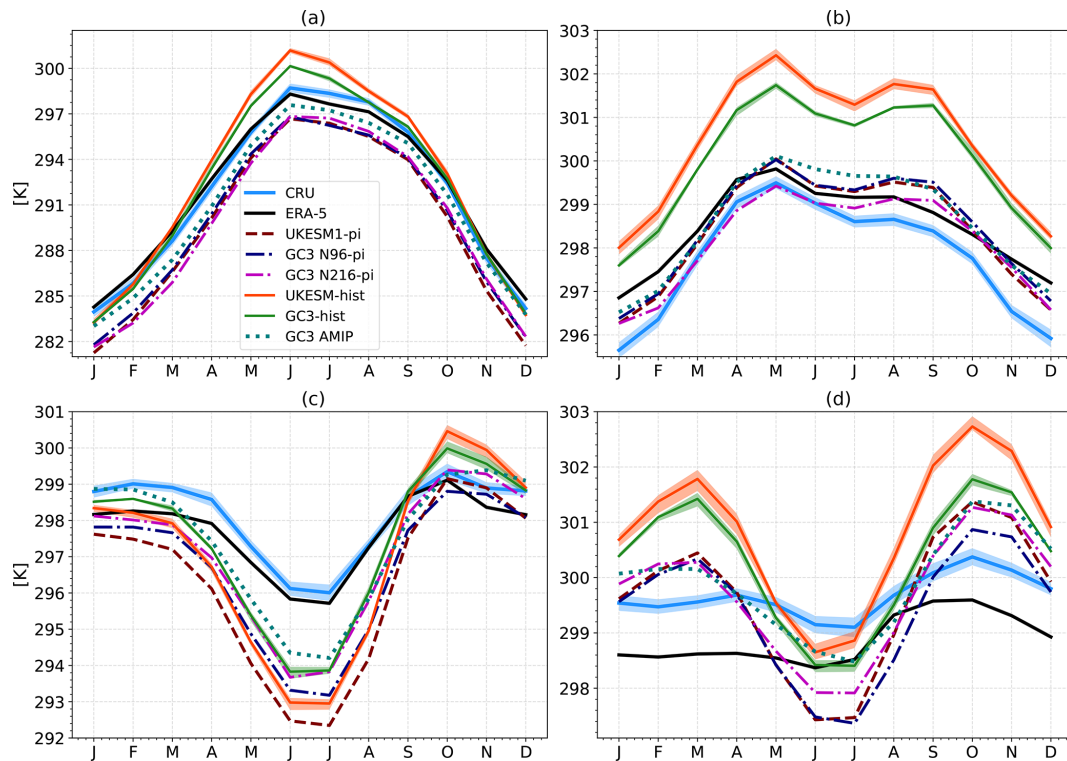 (a)
(b)
[K]
300
297
294
291
288
285
282
J F M A M J J A S O N D
CRU
ERA-5
UKESM1-pi
GC3 N96-pi
GC3 N216-pi
UKESM-hist
GC3-hist
GC3 AMIP
303
302
301
300
299
298
297
296
J F M A M J J A S O N D
(c)
(d)
[K]
301
300
299
298
297
296
295
294
293
292
J F M A M J J A S O N D
303
302
301
300
299
298
J F M A M J J A S O N D